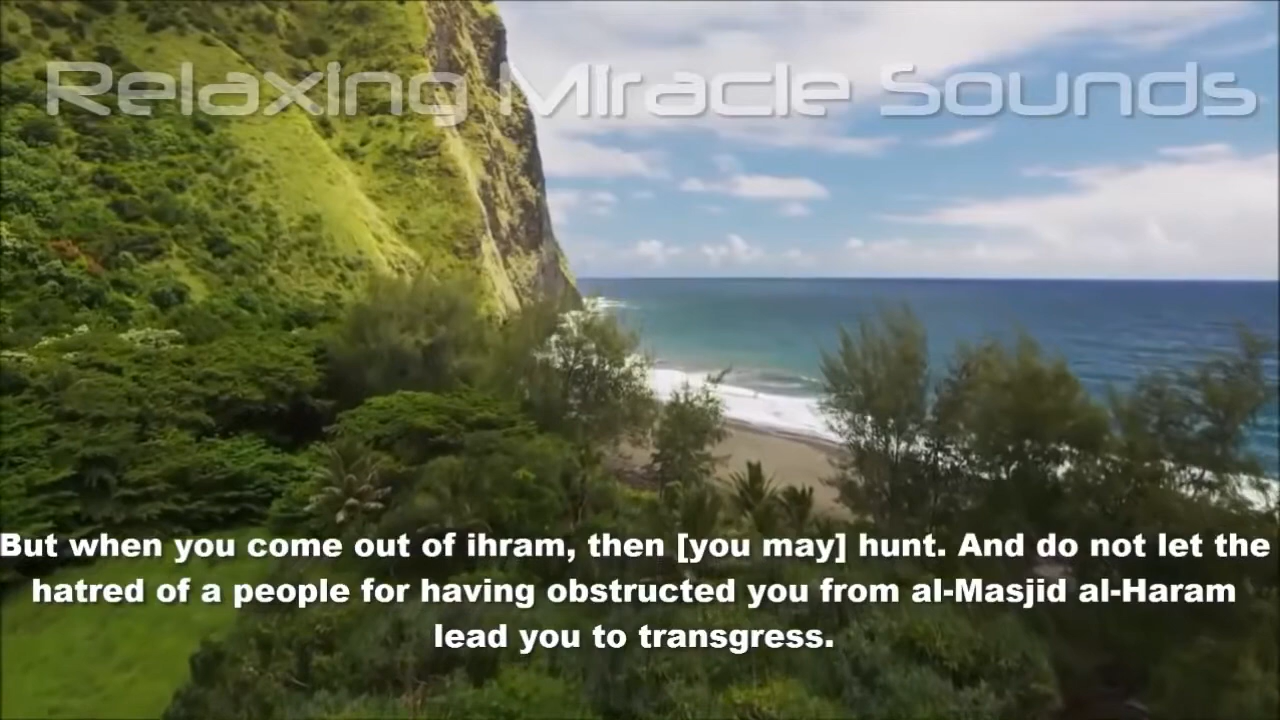 Relaxing Miracle Sounds
But when you come out of ihram, then [you may] hunt. And do not let the
hatred of a people for having obstructed you from al-Masjid al-Haram
lead you to transgress.